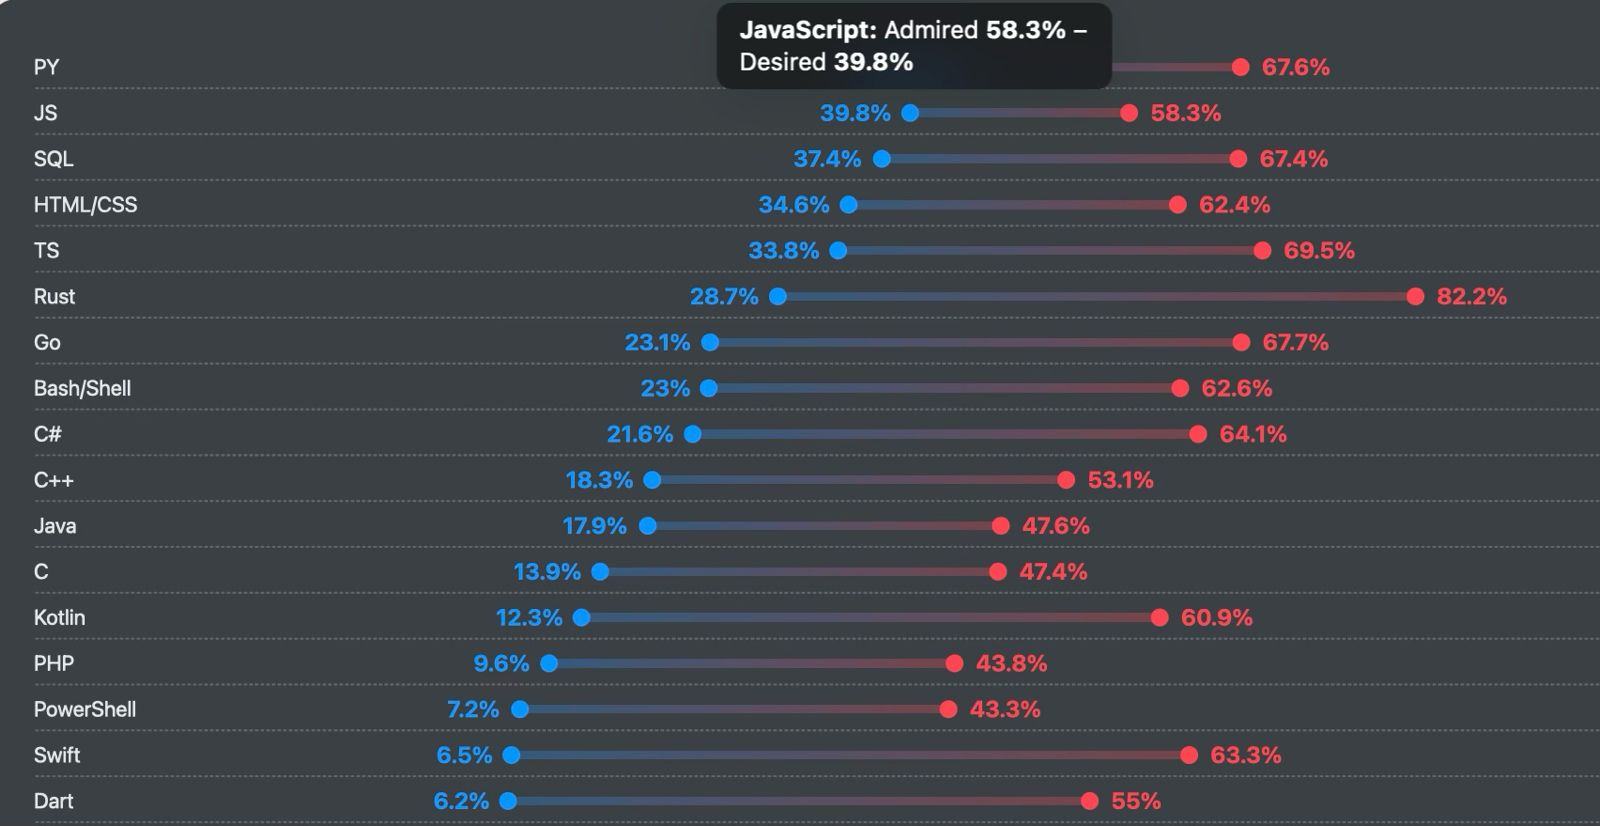 JavaScript: Admired 58.3% –
Desired 39.8%
PY 67.6%
JS 39.8% 58.3%
SQL 37.4% 67.4%
HTML/CSS 34.6% 62.4%
TS 33.8% 69.5%
Rust 28.7% 82.2%
Go 23.1% 67.7%
Bash/Shell 23% 62.6%
C# 21.6% 64.1%
C++ 18.3% 53.1%
Java 17.9% 47.6%
C 13.9% 47.4%
Kotlin 12.3% 60.9%
PHP 9.6% 43.8%
PowerShell 7.2% 43.3%
Swift 6.5% 63.3%
Dart 6.2% 55%